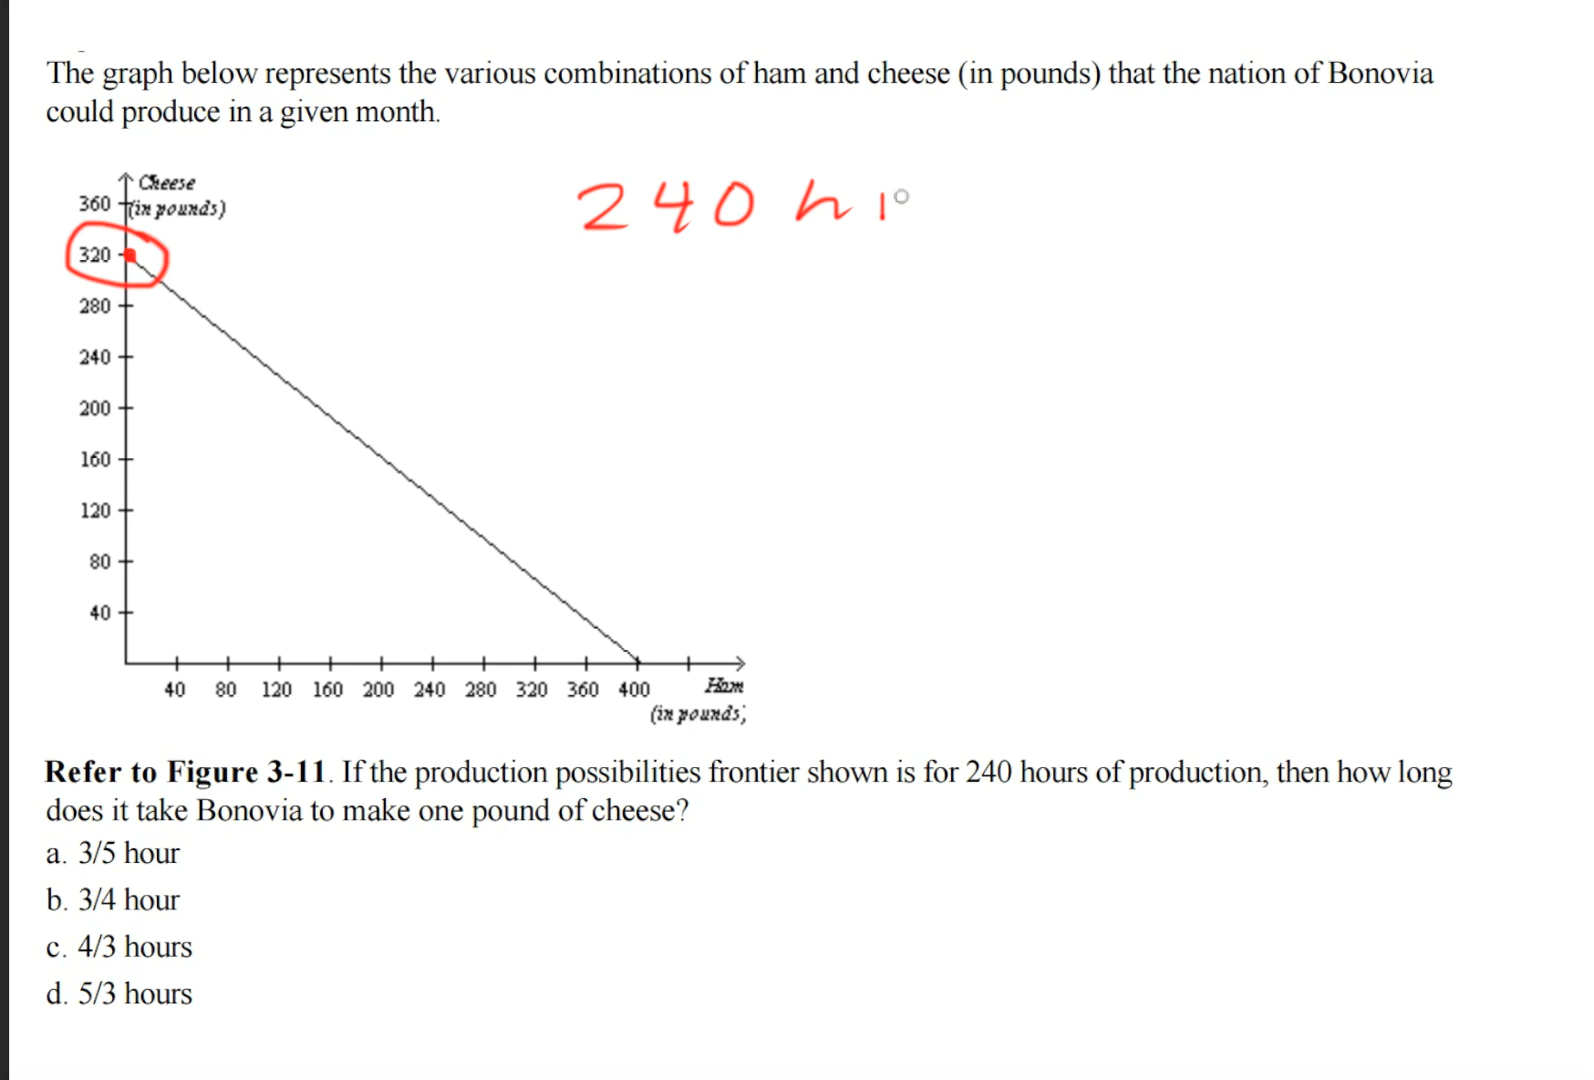 The graph below represents the various combinations of ham and cheese (in pounds) that the nation of Bonovia
could produce in a given month.
Cheese
(in pounds)
240 h r
360
320
280
240
200
160
120
80
40
40 80 120 160 200 240 280 320 360 400
Ham
(in pounds)
Refer to Figure 3-11. If the production possibilities frontier shown is for 240 hours of production, then how long
does it take Bonovia to make one pound of cheese?
a. 3/5 hour
b. 3/4 hour
c. 4/3 hours
d. 5/3 hours